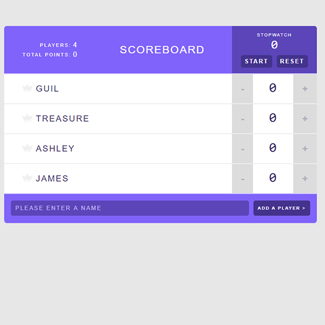 PLAYERS: 4
TOTAL POINTS: 0
SCOREBOARD
STOPWATCH
0
START RESET
GUIL - 0 +
TREASURE - 0 +
ASHLEY - 0 +
JAMES - 0 +
PLEASE ENTER A NAME
ADD A PLAYER >